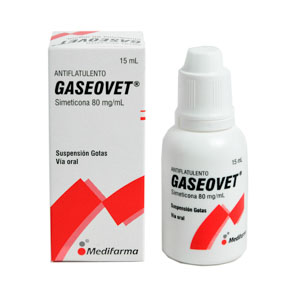 15 mL
ANTIFLATULENTO
GASEOVET®
Simeticona 80 mg/mL
Suspensión Gotas
Vía oral
Medifarma
15 mL
ANTIFLATULENTO
GASEOVET®
Simeticona 80 mg/mL
Suspensión Gotas
Vía oral
Medifarma